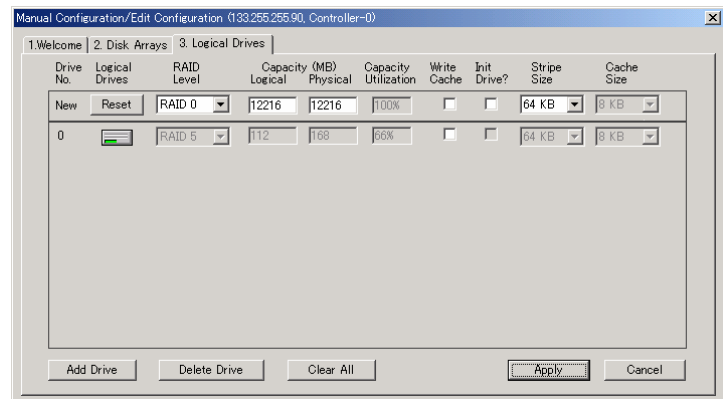 Manual Configuration/Edit Configuration (133.255.255.90, Controller-0)
1.Welcome 2. Disk Arrays 3. Logical Drives
Drive Logical RAID Capacity (MB) Capacity Write Init Stripe Cache
No. Drives Level Logical Physical Utilization Cache Drive? Size Size
New Reset RAID 0 12216 12216 100% 64 KB 8 KB
0 RAID 5 112 168 66% 64 KB 8 KB
Add Drive Delete Drive Clear All Apply Cancel